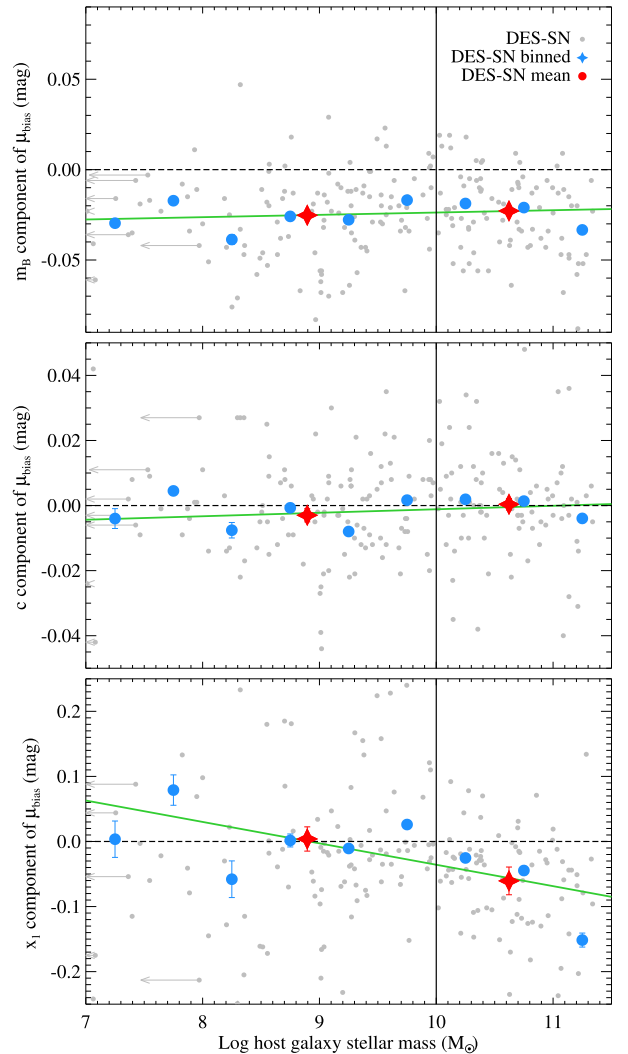 DES-SN
DES-SN binned
DES-SN mean
0.05
0.00
-0.05
m_B component of μ_bias (mag)
0.04
0.02
0.00
-0.02
-0.04
c component of μ_bias (mag)
0.2
0.1
0.0
-0.1
-0.2
x_1 component of μ_bias (mag)
7 8 9 10 11
Log host galaxy stellar mass (M_⊙)